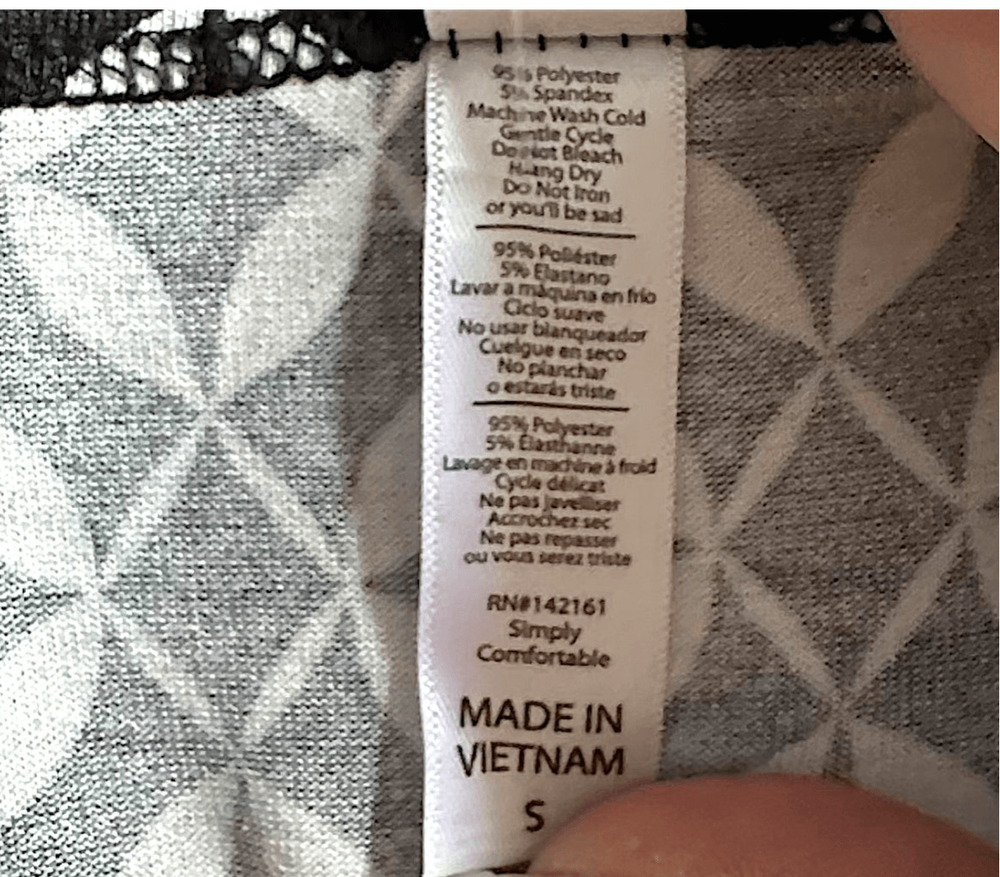 95% Polyester
5% Spandex
Machine Wash Cold
Gentle Cycle
Do Not Bleach
Hang Dry
Do Not Iron
or you'll be sad
95% Poliéster
5% Elastano
Lavar a máquina en frío
Ciclo suave
No usar blanqueador
Cuelgue en seco
No planchar
o estarás triste
95% Polyester
5% Élasthanne
Lavage en machine à froid
Cycle délicat
Ne pas javelliser
Accrochez sec
Ne pas repasser
ou vous serez triste
RN#142161
Simply
Comfortable
MADE IN
VIETNAM
S